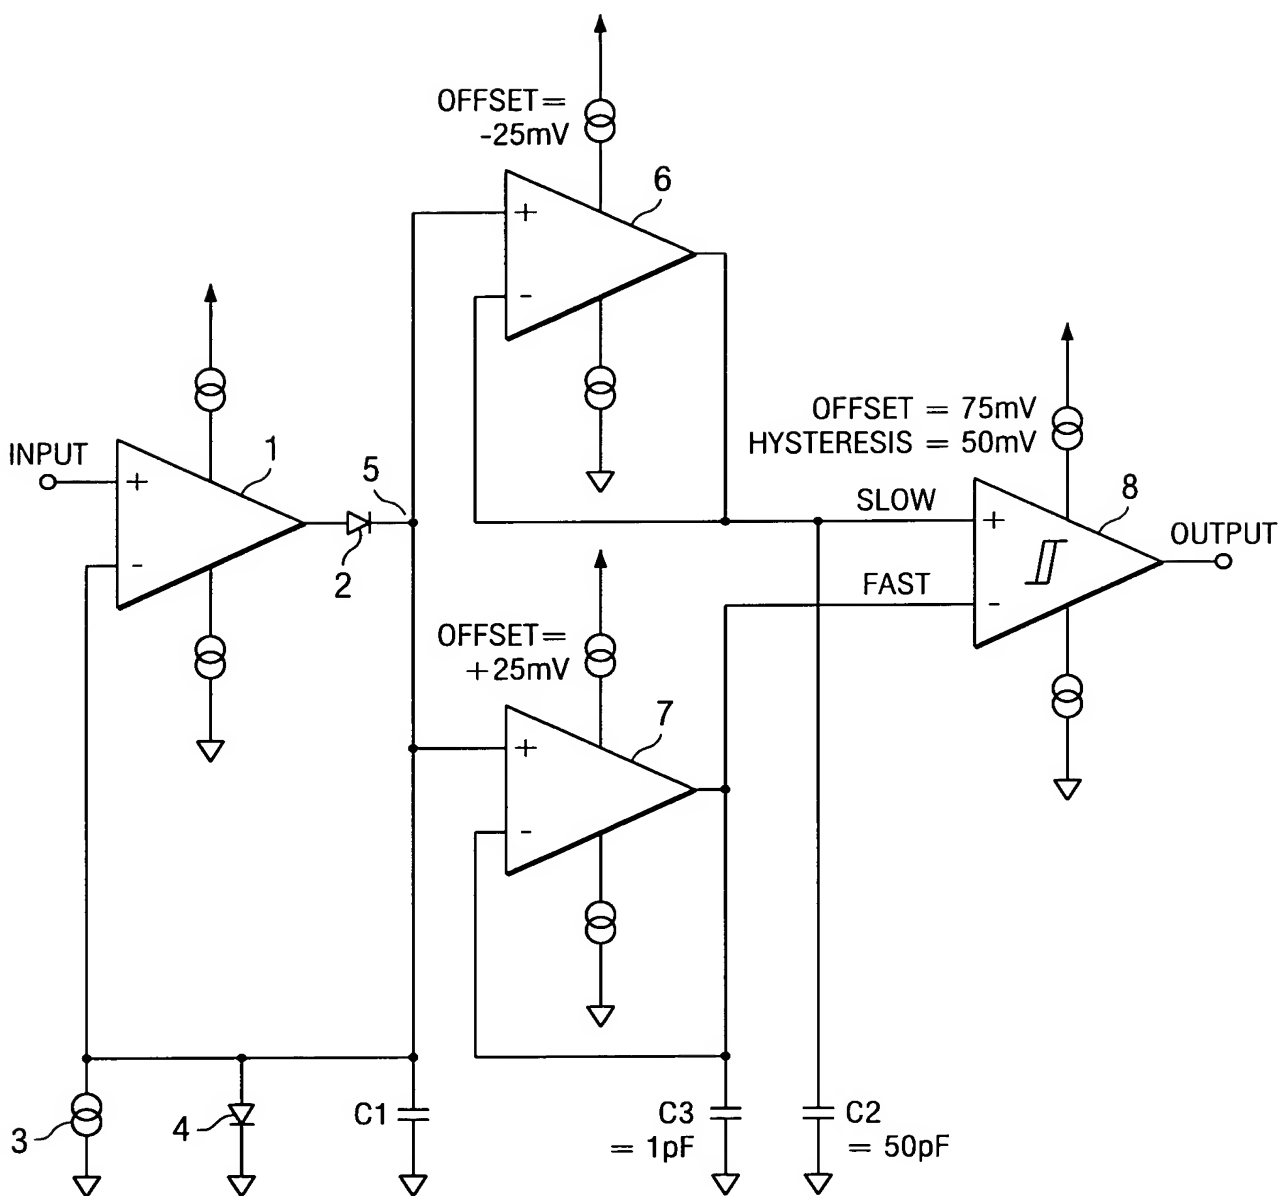 OFFSET=
-25mV
6
+
-
1
INPUT
+
-
2
5
OFFSET = 75mV
HYSTERESIS = 50mV
8
SLOW
+
OUTPUT
FAST
-
OFFSET=
+25mV
7
+
-
3
4
C1
C3
= 1pF
C2
= 50pF